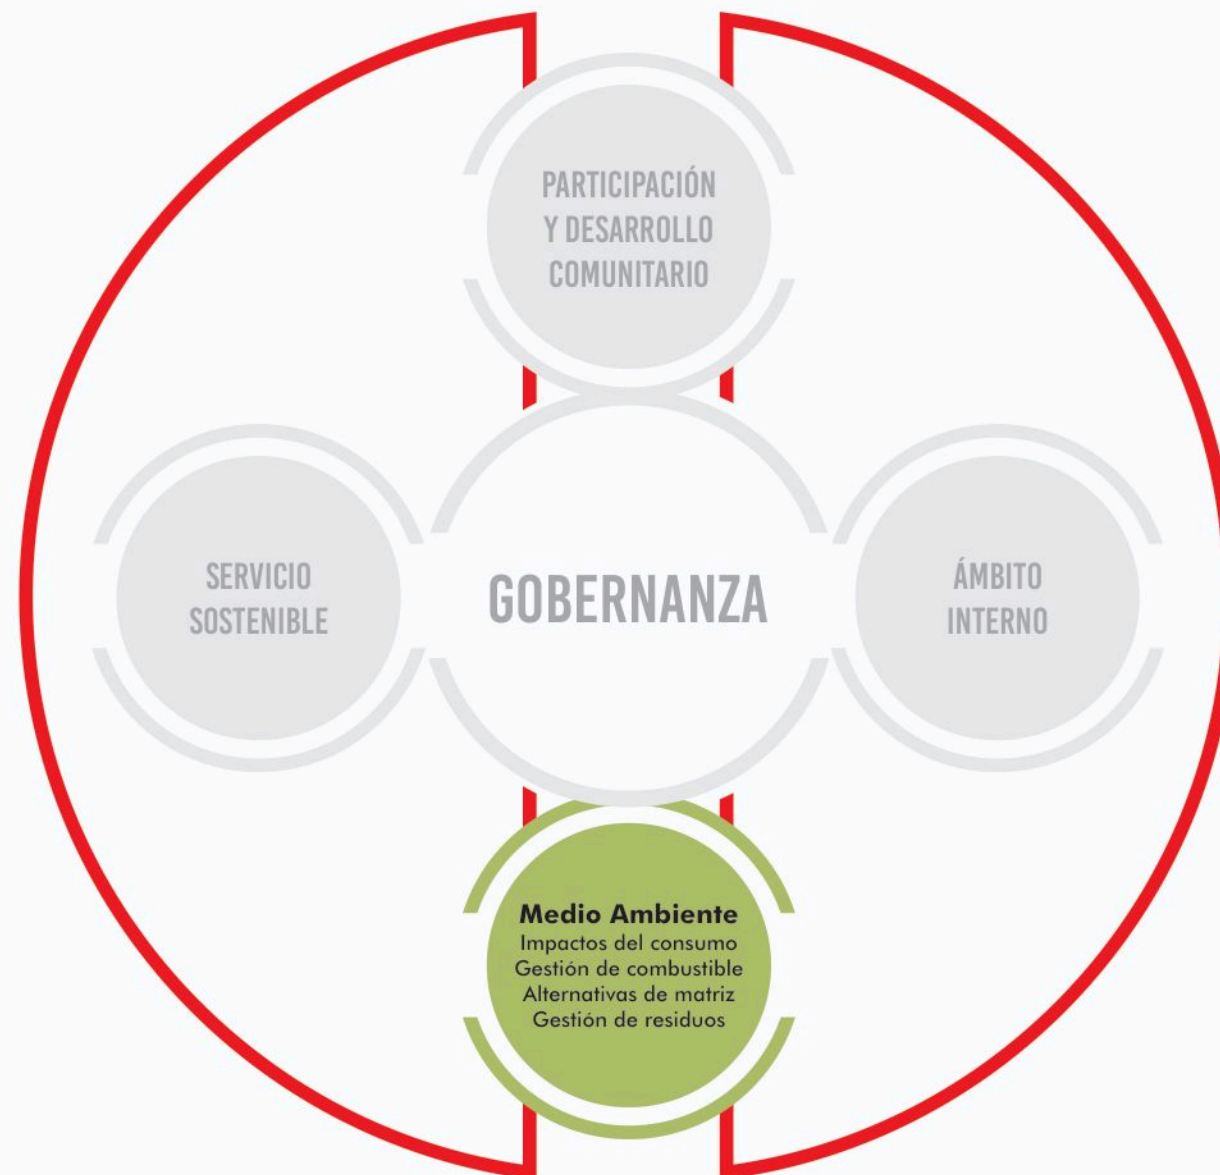 PARTICIPACIÓN
Y DESARROLLO
COMUNITARIO
SERVICIO
SOSTENIBLE
GOBERNANZA
ÁMBITO
INTERNO
Medio Ambiente
Impactos del consumo
Gestión de combustible
Alternativas de matriz
Gestión de residuos